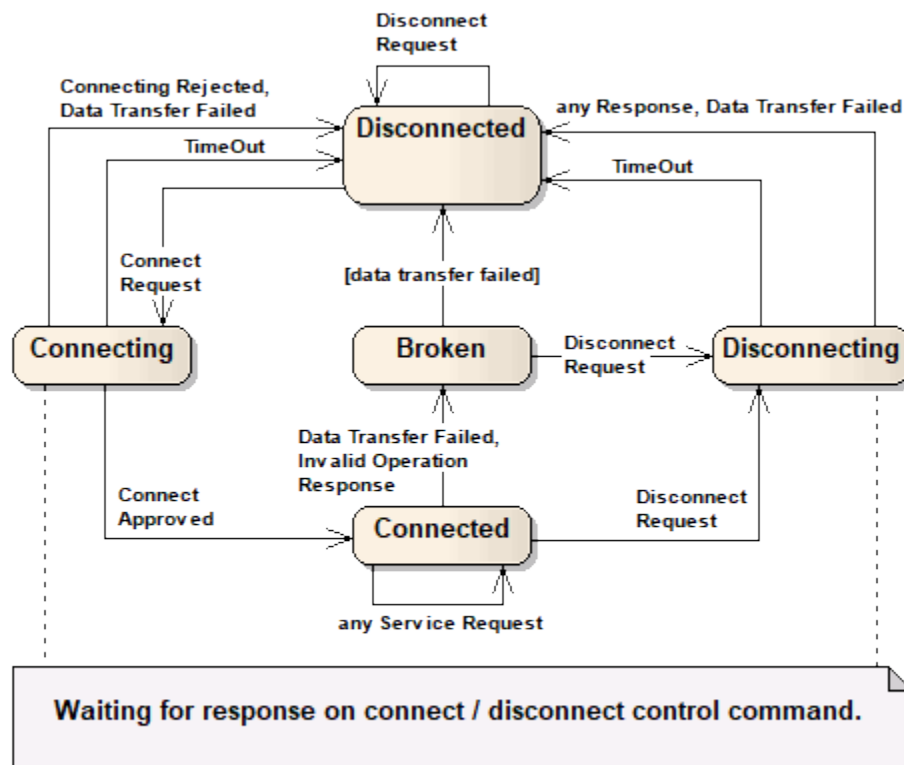 Disconnect
Request
Connecting Rejected,
Data Transfer Failed
any Response, Data Transfer Failed
Disconnected
TimeOut
TimeOut
Connect
Request
[data transfer failed]
Connecting
Broken
Disconnect
Request
Disconnecting
Data Transfer Failed,
Invalid Operation
Response
Connect
Approved
Disconnect
Request
Connected
any Service Request
Waiting for response on connect / disconnect control command.